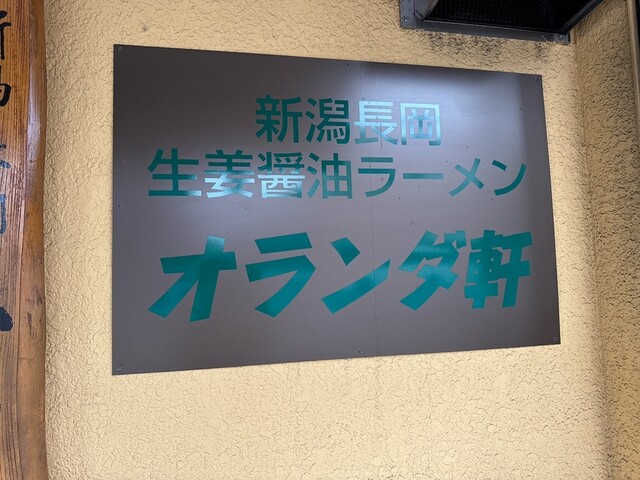 新潟長岡
生姜醤油ラーメン
オランダ軒